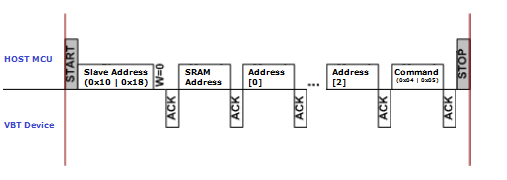 HOST MCU
START
Slave Address
(0x10 | 0x18)
W=0
ACK
SRAM
Address
ACK
Address
[0]
ACK
...
Address
[2]
ACK
Command
(0x04 | 0x05)
ACK
STOP
VBT Device